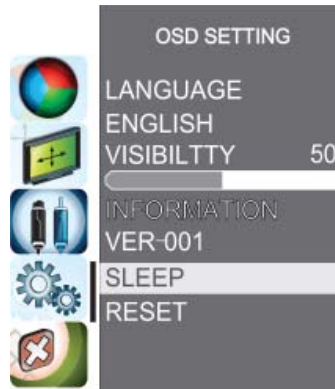 OSD SETTING
LANGUAGE
ENGLISH
VISIBILTTY 50
INFORMATION
VER-001
SLEEP
RESET